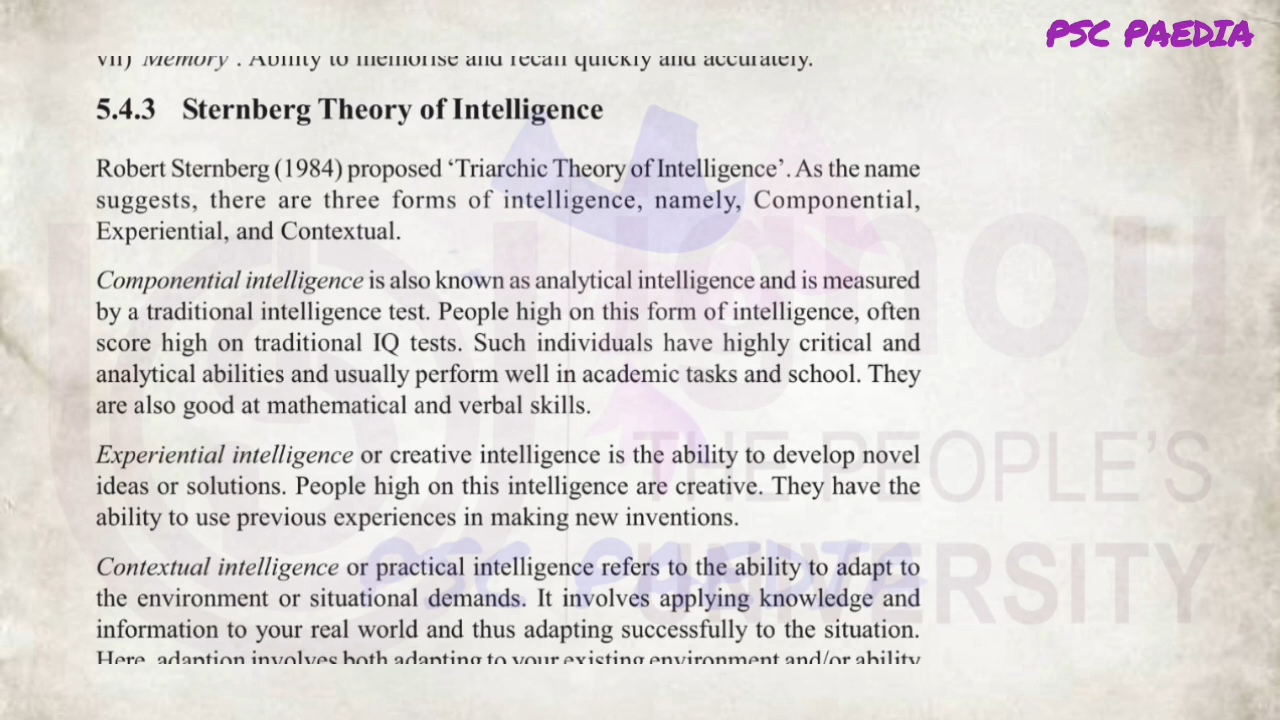 PSC PAEDIA
vii) Memory : Ability to memorise and recall quickly and accurately.
5.4.3 Sternberg Theory of Intelligence
Robert Sternberg (1984) proposed ‘Triarchic Theory of Intelligence’. As the name
suggests, there are three forms of intelligence, namely, Componential,
Experiential, and Contextual.
Componential intelligence is also known as analytical intelligence and is measured
by a traditional intelligence test. People high on this form of intelligence, often
score high on traditional IQ tests. Such individuals have highly critical and
analytical abilities and usually perform well in academic tasks and school. They
are also good at mathematical and verbal skills.
Experiential intelligence or creative intelligence is the ability to develop novel
ideas or solutions. People high on this intelligence are creative. They have the
ability to use previous experiences in making new inventions.
Contextual intelligence or practical intelligence refers to the ability to adapt to
the environment or situational demands. It involves applying knowledge and
information to your real world and thus adapting successfully to the situation.
Here, adaption involves both adapting to your existing environment and/or ability
ignou
THE PEOPLE’S
UNIVERSITY
PSC PAEDIA